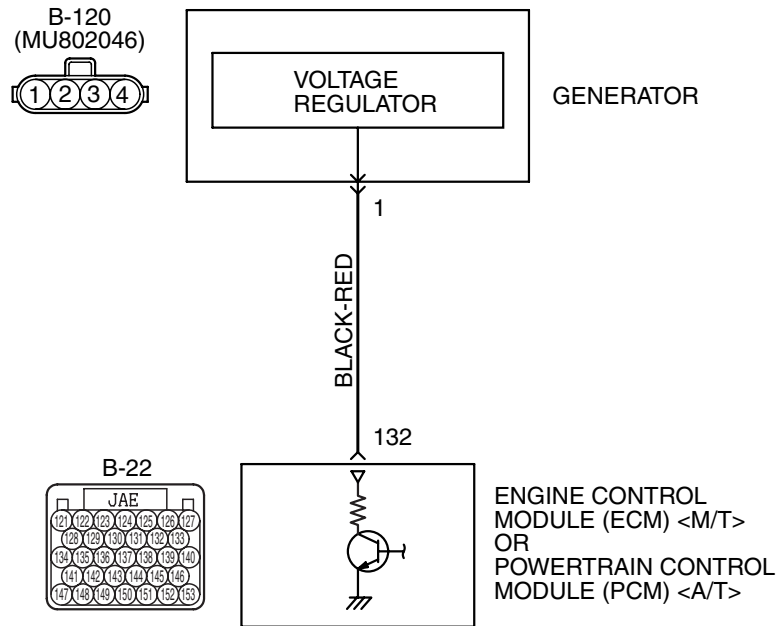 B-120
(MU802046)
1 2 3 4
VOLTAGE
REGULATOR
GENERATOR
1
BLACK-RED
132
B-22
JAE
121 122 123 124 125 126 127
128 129 130 131 132 133
134 135 136 137 138 139 140
141 142 143 144 145 146
147 148 149 150 151 152 153
ENGINE CONTROL
MODULE (ECM) <M/T>
OR
POWERTRAIN CONTROL
MODULE (PCM) <A/T>